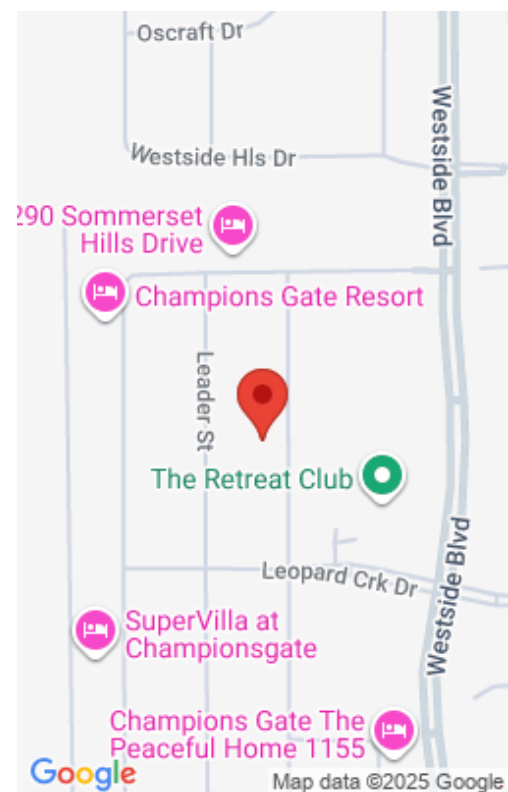 Oscraft Dr
Westside Hls Dr
Westside Blvd
290 Sommerset
Hills Drive
Champions Gate Resort
Leader St
The Retreat Club
Leopard Crk Dr
Westside Blvd
SuperVilla at
Championsgate
Champions Gate The
Peaceful Home 1155
Google
Map data ©2025 Google